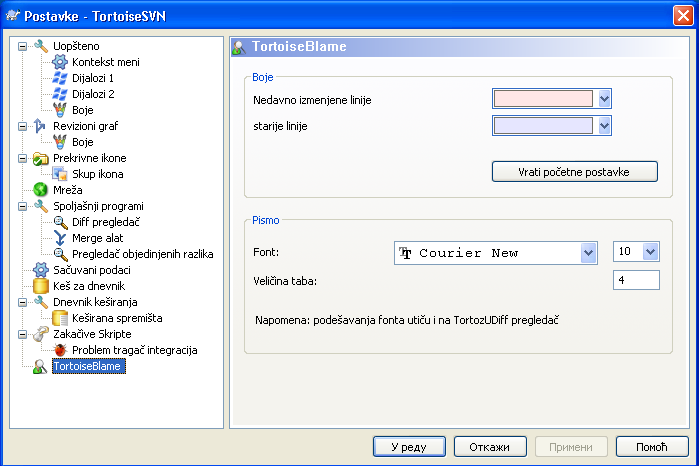 Postavke - TortoiseSVN
Uopšteno
Kontekst meni
Dijalozi 1
Dijalozi 2
Boje
Revizioni graf
Boje
Prekrivne ikone
Skup ikona
Mreža
Spoljašnji programi
Diff pregledač
Merge alat
Pregledač objedinjenih razlika
Sačuvani podaci
Keš za dnevnik
Dnevnik keširanja
Keširana spremišta
Zakačive Skripte
Problem tragač integracija
TortoiseBlame
TortoiseBlame
Boje
Nedavno izmenjene linije
starije linije
Vrati početne postavke
Pismo
Font:
Courier New
10
Veličina taba:
4
Napomena: podešavanja fonta utiču i na TortozUDiff pregledač
У реду
Откажи
Примени
Помоћ